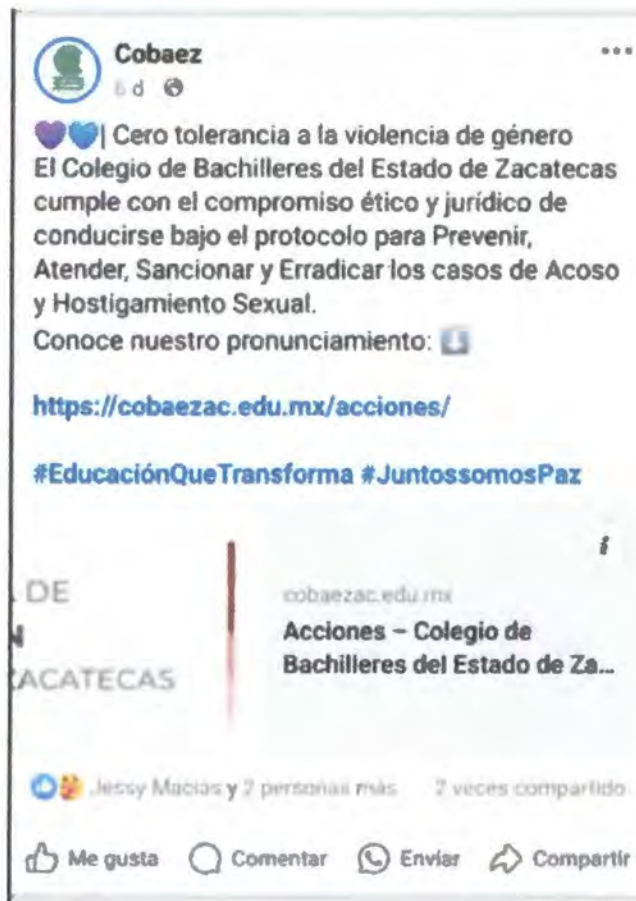 Cobaez
6 d
| Cero tolerancia a la violencia de género
El Colegio de Bachilleres del Estado de Zacatecas
cumple con el compromiso ético y jurídico de
conducirse bajo el protocolo para Prevenir,
Atender, Sancionar y Erradicar los casos de Acoso
y Hostigamiento Sexual.
Conoce nuestro pronunciamiento:
https://cobaezac.edu.mx/acciones/
#EducaciónQueTransforma #JuntossomosPaz
DE
N
ZACATECAS
cobaezac.edu.mx
Acciones – Colegio de
Bachilleres del Estado de Za...
Jessy Macias y 7 personas más 7 veces compartido
Me gusta Comentar Enviar Compartir